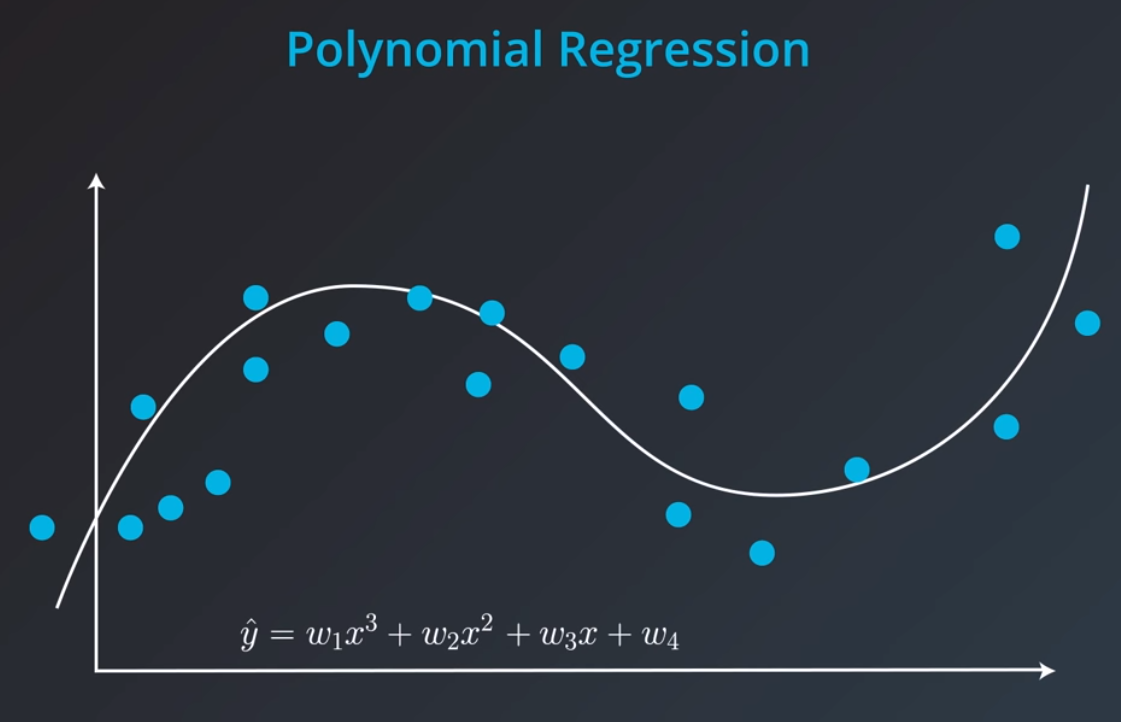 Polynomial Regression
ŷ = w₁x³ + w₂x² + w₃x + w₄